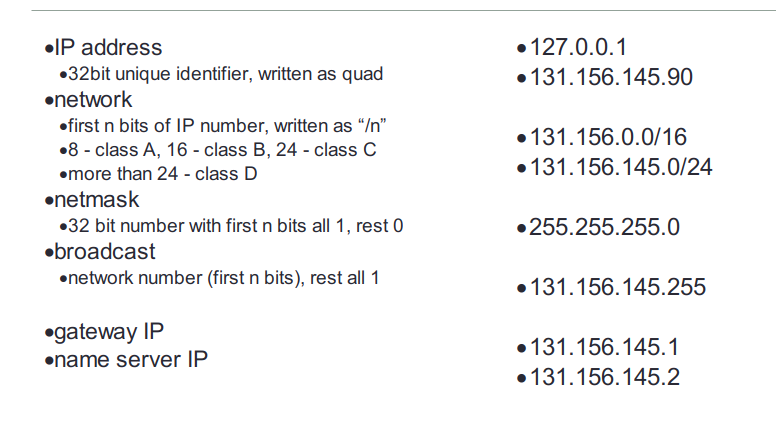 •IP address
•32bit unique identifier, written as quad
•network
•first n bits of IP number, written as “/n”
•8 - class A, 16 - class B, 24 - class C
•more than 24 - class D
•netmask
•32 bit number with first n bits all 1, rest 0
•broadcast
•network number (first n bits), rest all 1
•gateway IP
•name server IP
•127.0.0.1
•131.156.145.90
•131.156.0.0/16
•131.156.145.0/24
•255.255.255.0
•131.156.145.255
•131.156.145.1
•131.156.145.2